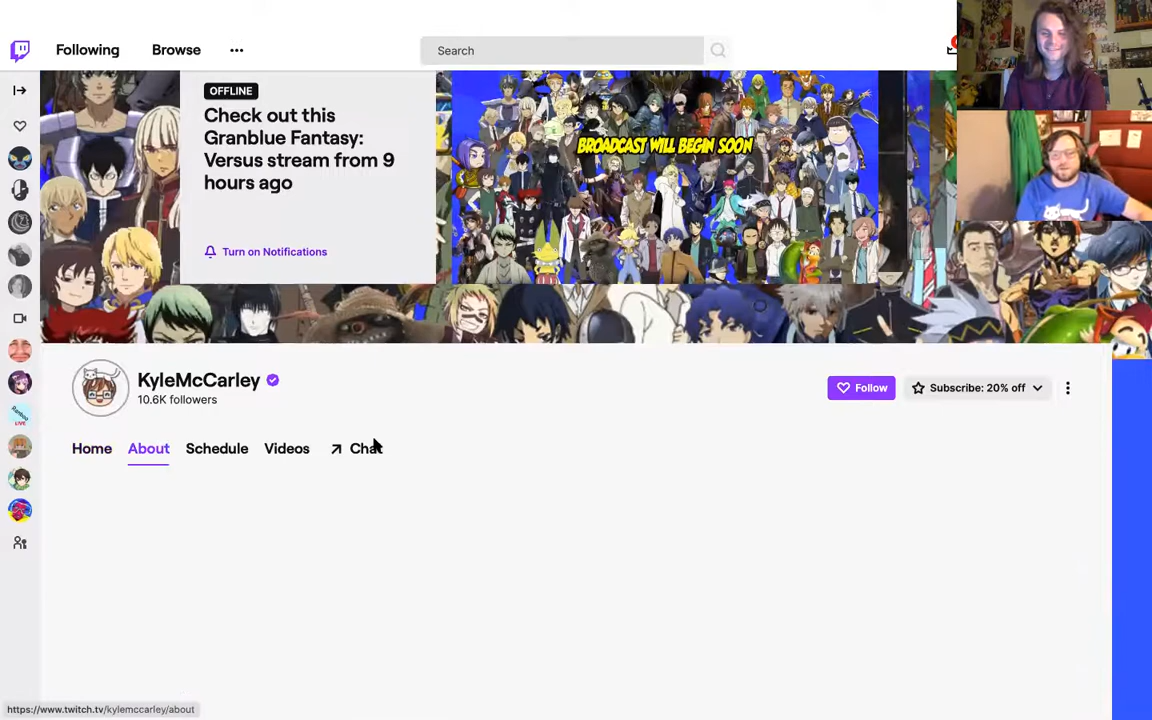 Following
Browse
Search
OFFLINE
Check out this
Granblue Fantasy:
Versus stream from 9
hours ago
Turn on Notifications
BROADCAST WILL BEGIN SOON
KyleMcCarley
10.6K followers
Follow
Subscribe: 20% off
Home
About
Schedule
Videos
Chat
https://www.twitch.tv/kylemccarley/about